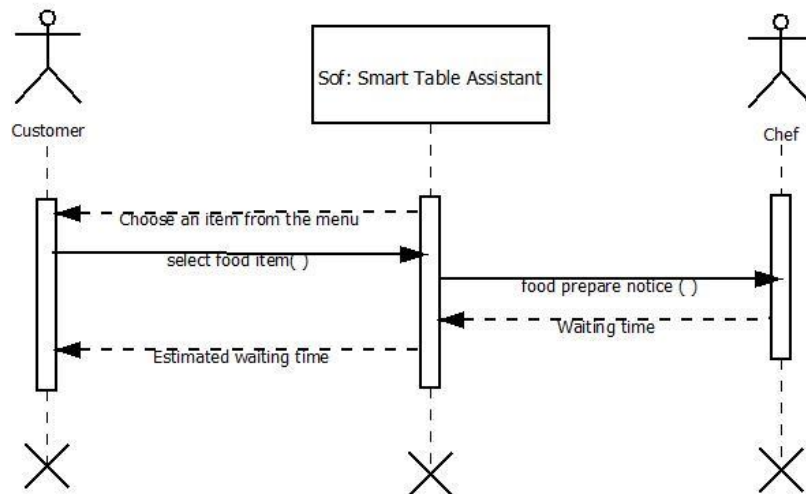 Sof: Smart Table Assistant
Customer
Chef
Choose an item from the menu
select food item( )
food prepare notice ( )
Waiting time
Estimated waiting time